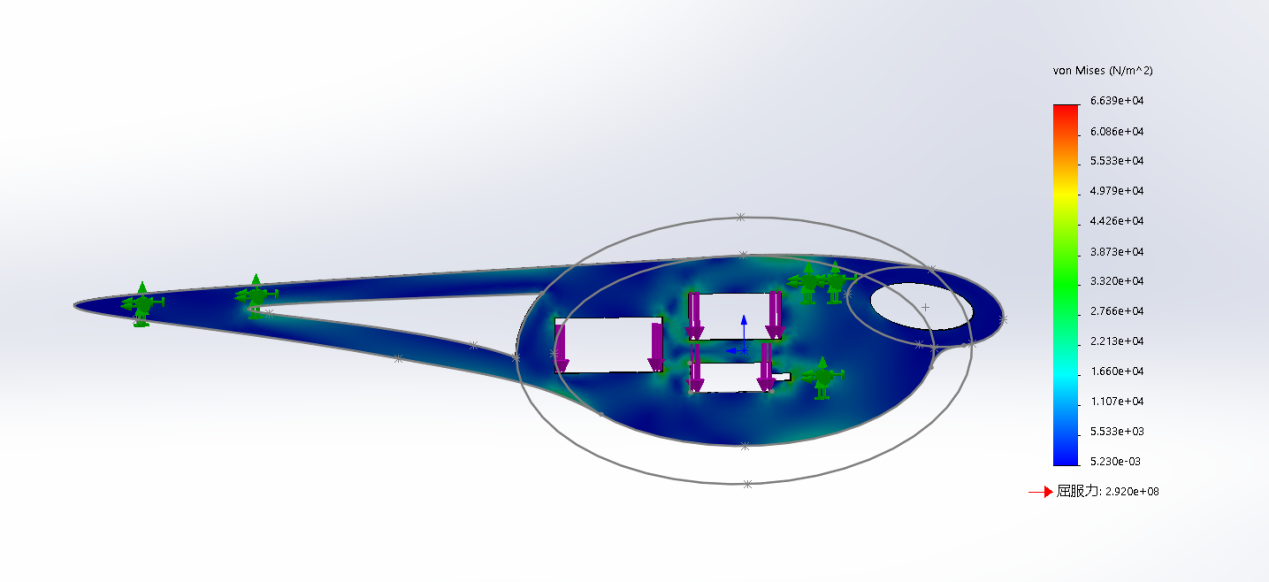 von Mises (N/m^2)
6.639e+04
6.086e+04
5.533e+04
4.979e+04
4.426e+04
3.873e+04
3.320e+04
2.766e+04
2.213e+04
1.660e+04
1.107e+04
5.533e+03
5.230e-03
屈服力: 2.920e+08